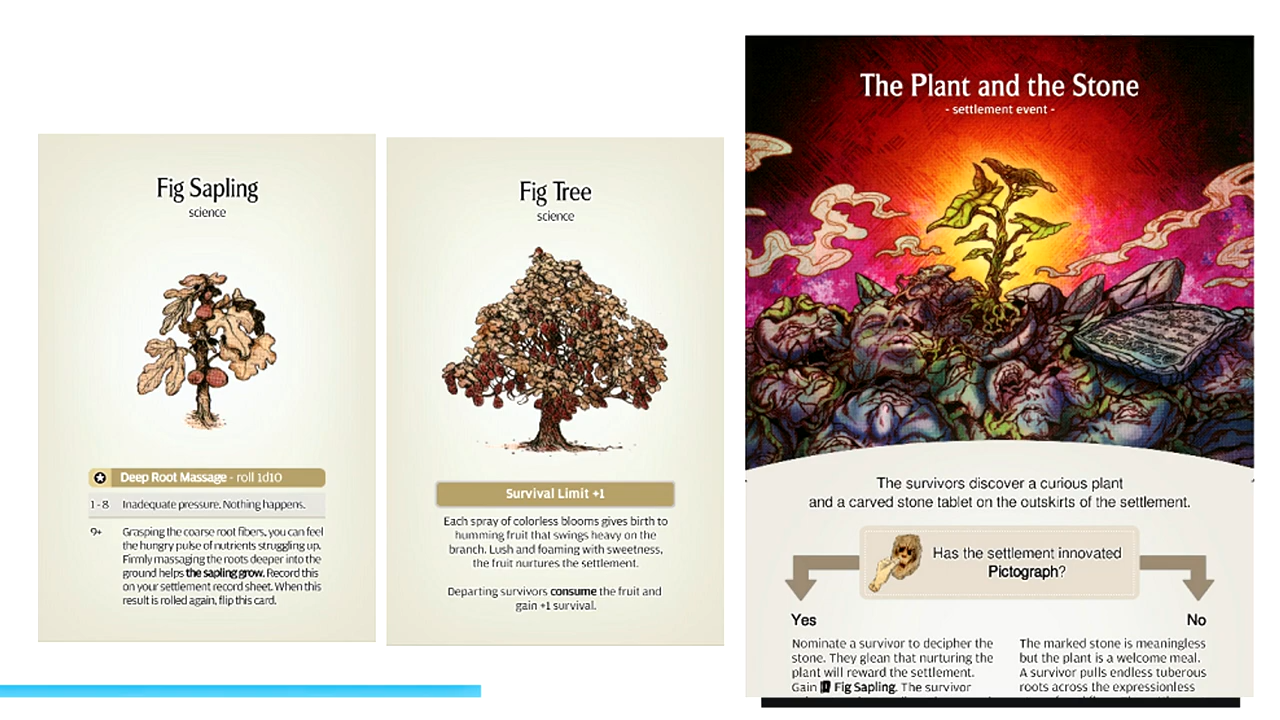 Fig Sapling
science
Deep Root Massage - roll 1d10
1 - 8 Inadequate pressure. Nothing happens.
9+ Grasping the coarse root fibers, you can feel
the hungry pulse of nutrients struggling up.
Firmly massaging the roots deeper into the
ground helps the sapling grow. Record this
on your settlement record sheet. When this
result is rolled again, flip this card.
Fig Tree
science
Survival Limit +1
Each spray of colorless blooms gives birth to
humming fruit that swings heavy on the
branch. Lush and foaming with sweetness,
the fruit nurtures the settlement.
Departing survivors consume the fruit and
gain +1 survival.
The Plant and the Stone
- settlement event -
The survivors discover a curious plant
and a carved stone tablet on the outskirts of the settlement.
Has the settlement innovated
Pictograph?
Yes
Nominate a survivor to decipher the
stone. They glean that nurturing the
plant will reward the settlement.
Gain Fig Sapling. The survivor
No
The marked stone is meaningless
but the plant is a welcome meal.
A survivor pulls endless tuberous
roots across the expressionless